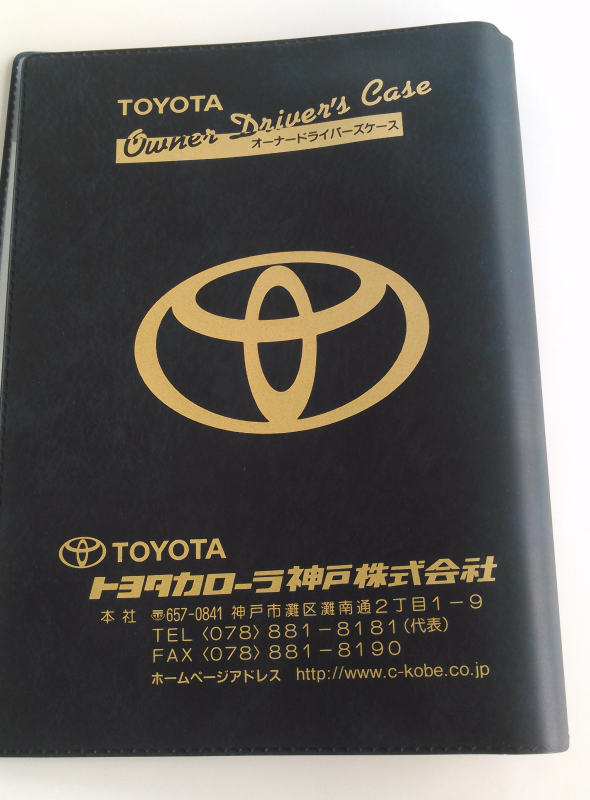 TOYOTA
Owner Driver's Case
オーナードライバーズケース
TOYOTA
トヨタカローラ神戸株式会社
本社 〠657-0841 神戸市灘区灘南通2丁目1-9
TEL〈078〉881-8181(代表)
FAX〈078〉881-8190
ホームページアドレス http://www.c-kobe.co.jp